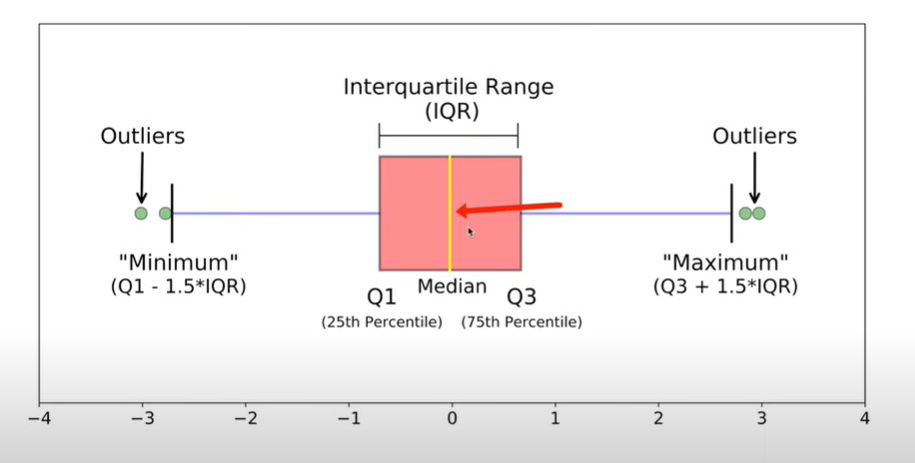 Interquartile Range
(IQR)
Outliers
Outliers
"Minimum"
(Q1 - 1.5*IQR)
"Maximum"
(Q3 + 1.5*IQR)
Q1
Median
Q3
(25th Percentile)
(75th Percentile)
−4
−3
−2
−1
0
1
2
3
4